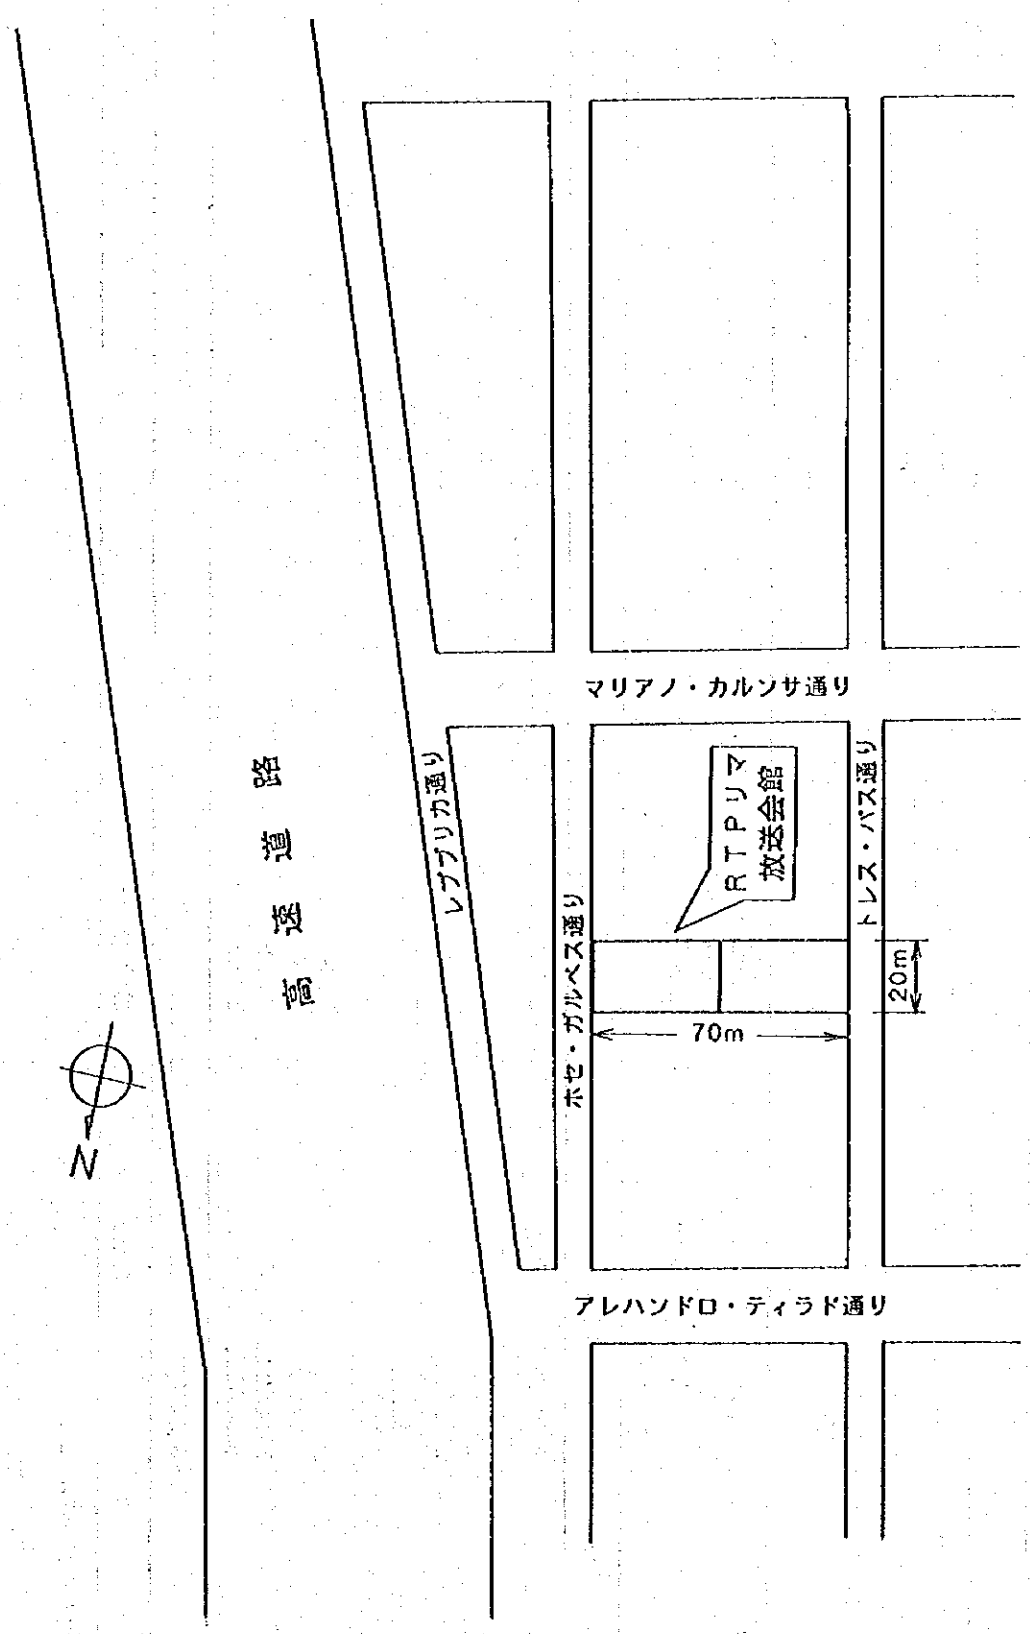 マリアノ・カルンサ通り
高速道路
レプブリカ通り
ホセ・ガルベス通り
RTPリマ
放送会館
トレス・パス通り
20m
70m
N
アレハンドロ・ティラド通り